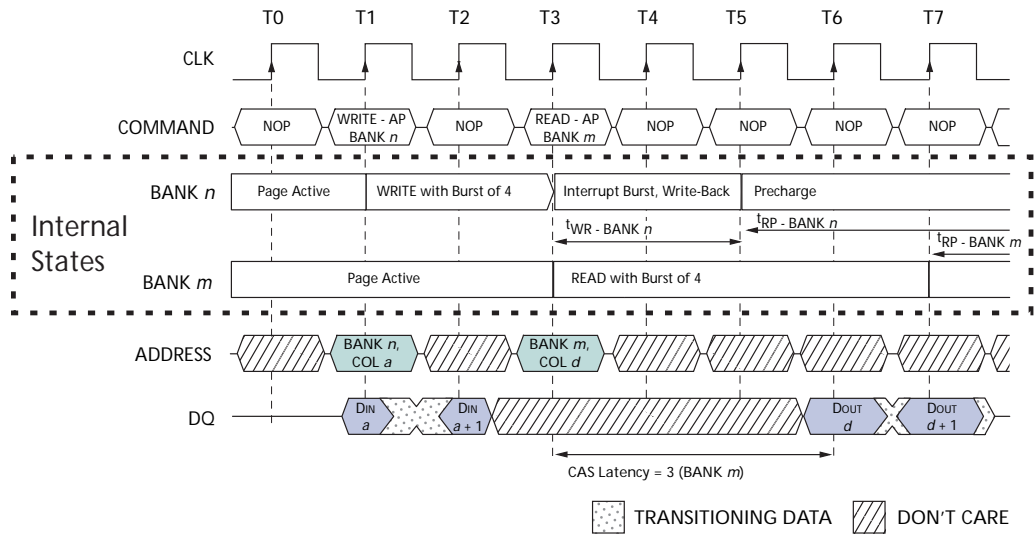 T0 T1 T2 T3 T4 T5 T6 T7
CLK
COMMAND
NOP
WRITE - AP
BANK n
NOP
READ - AP
BANK m
NOP
NOP
NOP
NOP
Internal
States
BANK n
Page Active
WRITE with Burst of 4
Interrupt Burst, Write-Back
Precharge
tWR - BANK n
tRP - BANK n
tRP - BANK m
BANK m
Page Active
READ with Burst of 4
ADDRESS
BANK n,
COL a
BANK m,
COL d
DQ
DIN
a
DIN
a + 1
DOUT
d
DOUT
d + 1
CAS Latency = 3 (BANK m)
TRANSITIONING DATA
DON'T CARE